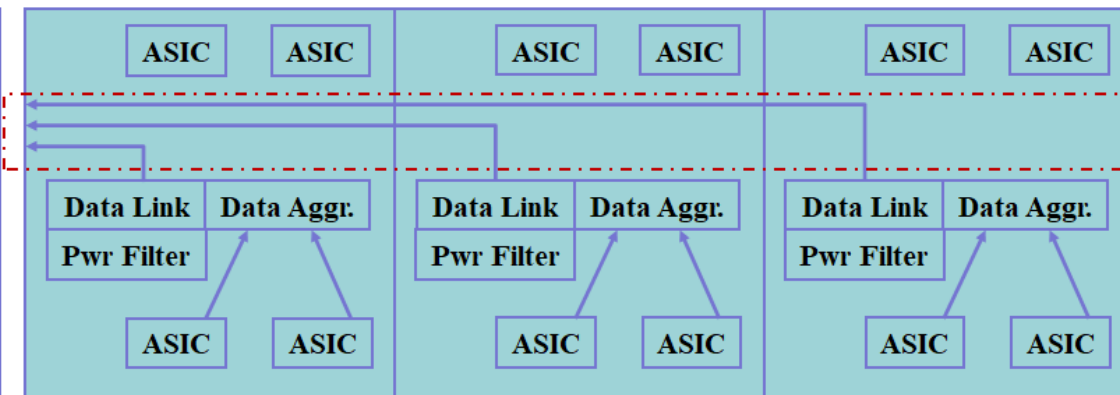 ASIC ASIC ASIC ASIC ASIC ASIC
Data Link Data Aggr. Data Link Data Aggr. Data Link Data Aggr.
Pwr Filter Pwr Filter Pwr Filter
ASIC ASIC ASIC ASIC ASIC ASIC